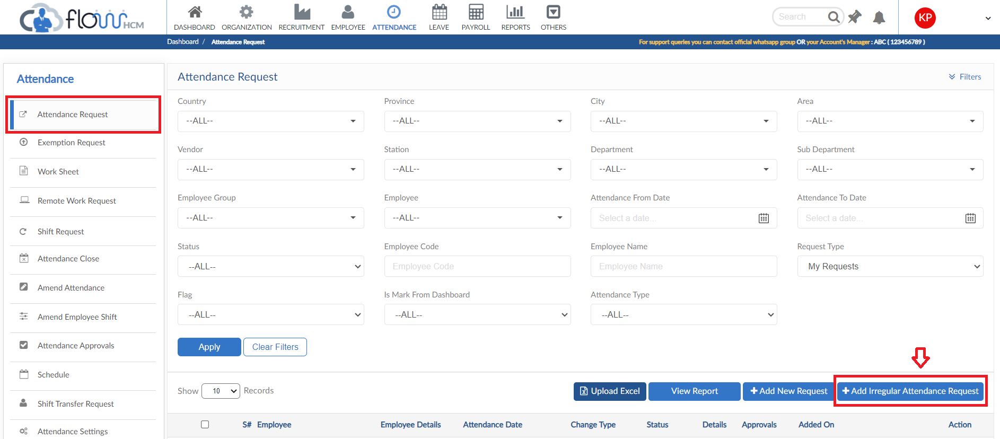 flowHCM
DASHBOARD ORGANIZATION RECRUITMENT EMPLOYEE ATTENDANCE LEAVE PAYROLL REPORTS OTHERS
Search
KP
Dashboard / Attendance Request
For support queries you can contact official whatsapp group OR your Account's Manager : ABC ( 123456789 )
Attendance
Attendance Request
Exemption Request
Work Sheet
Remote Work Request
Shift Request
Attendance Close
Amend Attendance
Amend Employee Shift
Attendance Approvals
Schedule
Shift Transfer Request
Attendance Settings
Attendance Request
Filters
Country Province City Area
--ALL-- --ALL-- --ALL-- --ALL--
Vendor Station Department Sub Department
--ALL-- --ALL-- --ALL-- --ALL--
Employee Group Employee Attendance From Date Attendance To Date
--ALL-- --ALL-- Select a date... Select a date...
Status Employee Code Employee Name Request Type
--ALL-- Employee Code Employee Name My Requests
Flag Is Mark From Dashboard Attendance Type
--ALL-- --ALL-- --ALL--
Apply Clear Filters
Show 10 Records
Upload Excel View Report +Add New Request +Add Irregular Attendance Request
S# Employee Employee Details Attendance Date Change Type Status Details Approvals Added On Action